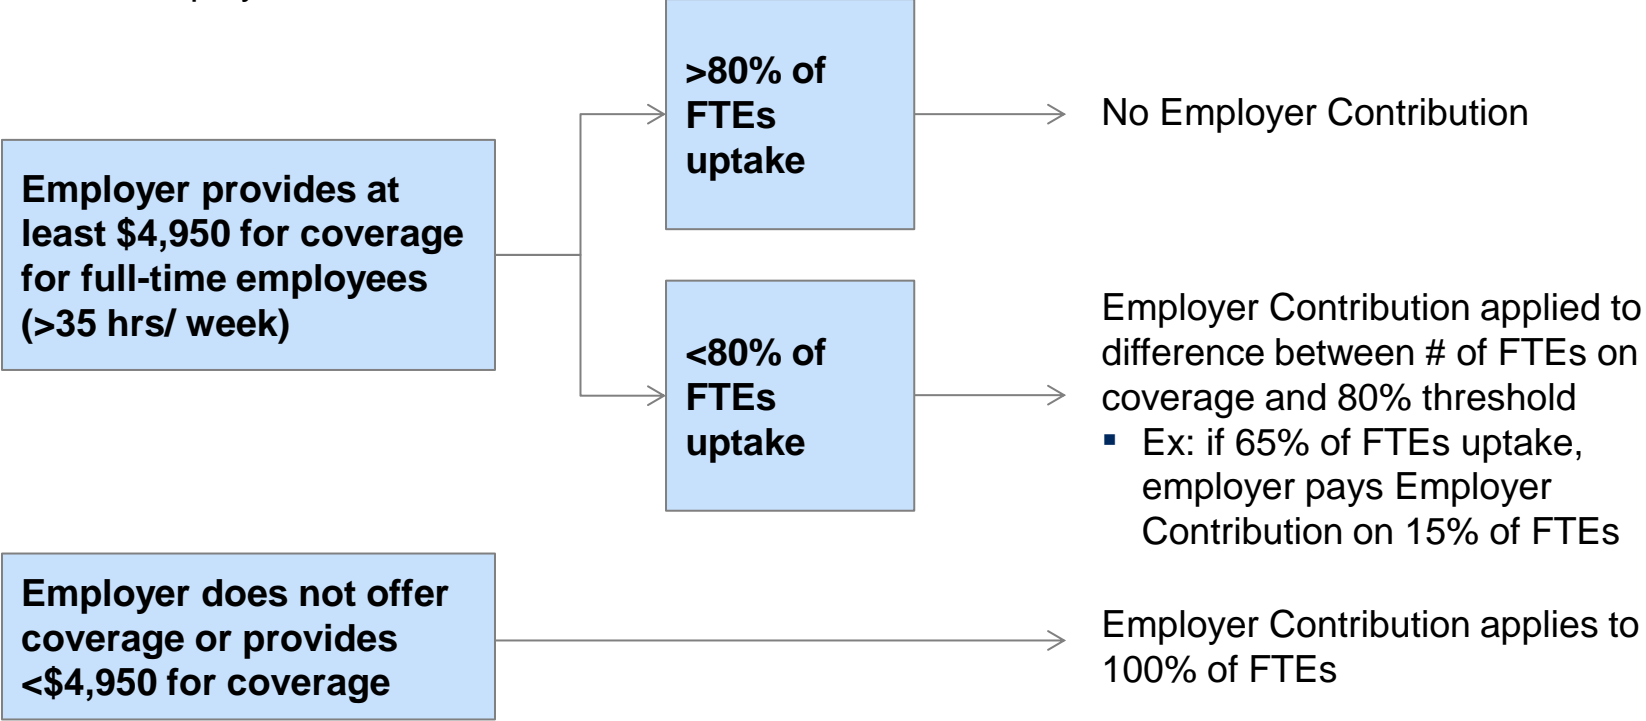 >80% of
FTEs
uptake
No Employer Contribution
Employer provides at
least $4,950 for coverage
for full-time employees
(>35 hrs/ week)
<80% of
FTEs
uptake
Employer Contribution applied to
difference between # of FTEs on
coverage and 80% threshold
▪ Ex: if 65% of FTEs uptake,
employer pays Employer
Contribution on 15% of FTEs
Employer does not offer
coverage or provides
<$4,950 for coverage
Employer Contribution applies to
100% of FTEs